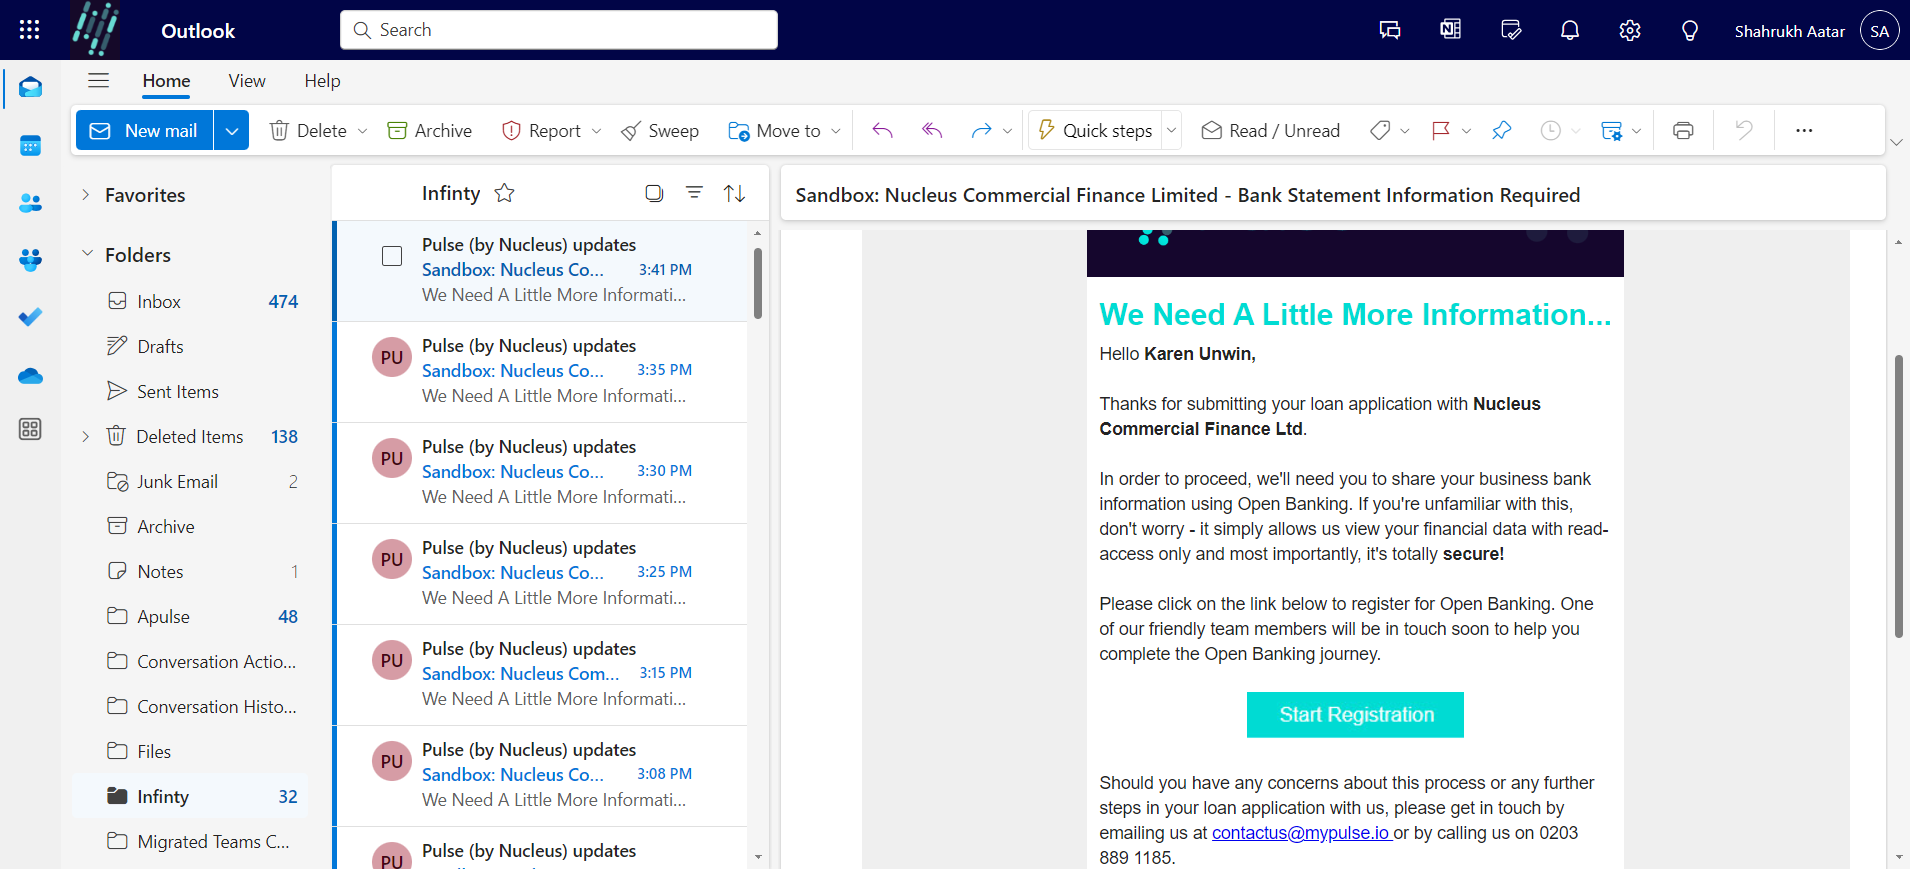 Outlook
Search
Shahrukh Aatar
SA
Home
View
Help
New mail
Delete
Archive
Report
Sweep
Move to
Quick steps
Read / Unread
Favorites
Folders
Inbox 474
Drafts
Sent Items
Deleted Items 138
Junk Email 2
Archive
Notes 1
Apulse 48
Conversation Actio...
Conversation Histo...
Files
Infinty 32
Migrated Teams C...
Infinty
Pulse (by Nucleus) updates
Sandbox: Nucleus Co... 3:41 PM
We Need A Little More Informati...
PU
Pulse (by Nucleus) updates
Sandbox: Nucleus Co... 3:35 PM
We Need A Little More Informati...
PU
Pulse (by Nucleus) updates
Sandbox: Nucleus Co... 3:30 PM
We Need A Little More Informati...
PU
Pulse (by Nucleus) updates
Sandbox: Nucleus Co... 3:25 PM
We Need A Little More Informati...
PU
Pulse (by Nucleus) updates
Sandbox: Nucleus Com... 3:15 PM
We Need A Little More Informati...
PU
Pulse (by Nucleus) updates
Sandbox: Nucleus Co... 3:08 PM
We Need A Little More Informati...
PU
Pulse (by Nucleus) updates
Sandbox: Nucleus Commercial Finance Limited - Bank Statement Information Required
We Need A Little More Information...
Hello Karen Unwin,
Thanks for submitting your loan application with Nucleus
Commercial Finance Ltd.
In order to proceed, we'll need you to share your business bank
information using Open Banking. If you're unfamiliar with this,
don't worry - it simply allows us view your financial data with read-
access only and most importantly, it's totally secure!
Please click on the link below to register for Open Banking. One
of our friendly team members will be in touch soon to help you
complete the Open Banking journey.
Start Registration
Should you have any concerns about this process or any further
steps in your loan application with us, please get in touch by
emailing us at contactus@mypulse.io or by calling us on 0203
889 1185.